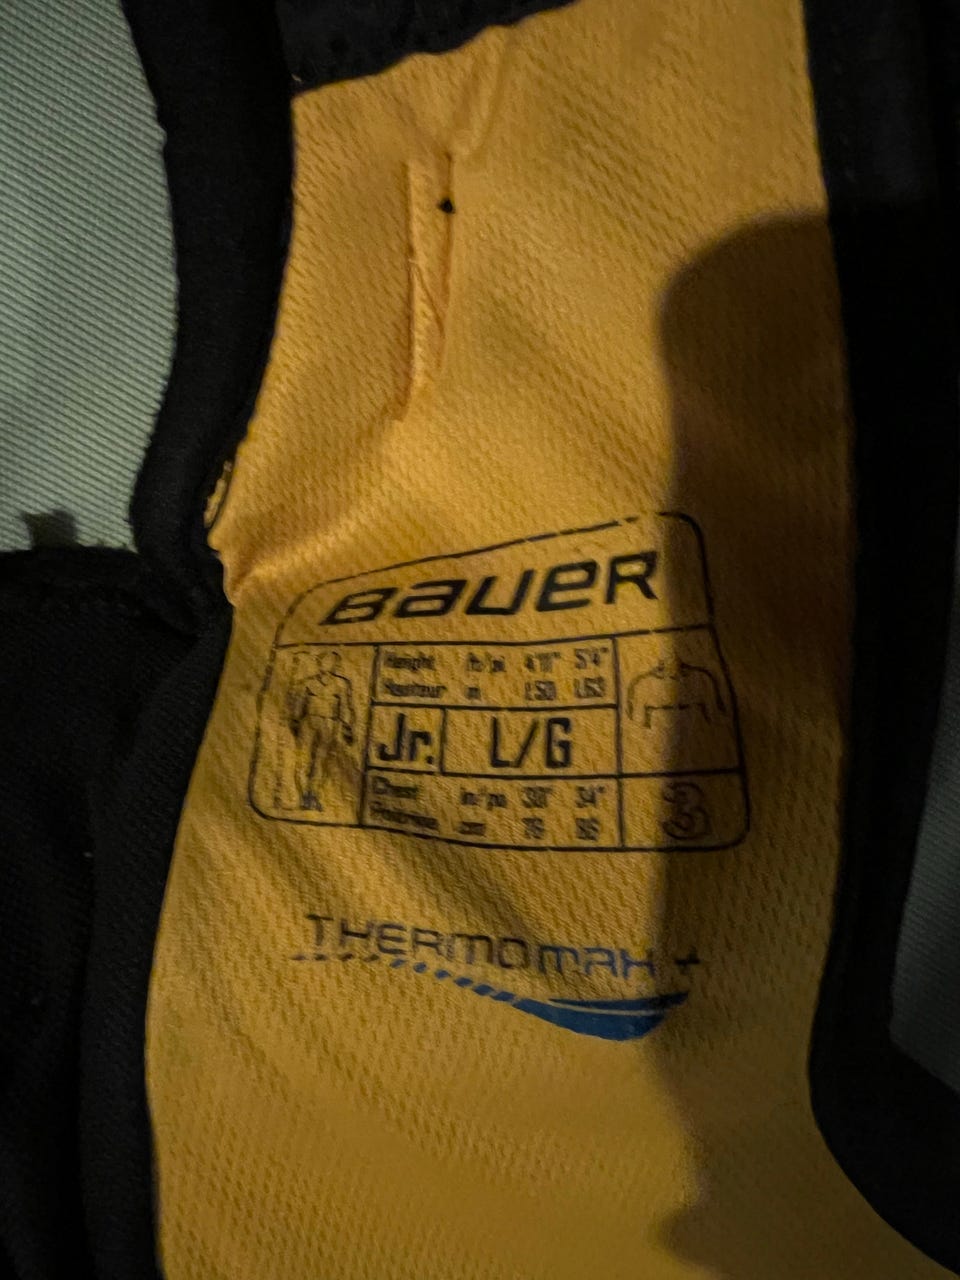 BAUER
Height ft/pi 4'11" 5'4"
Hauteur m 1.50 1.63
Jr. L/G
Chest in/po 30" 34"
Poitrine cm 76 86
3
THERMOMAX+